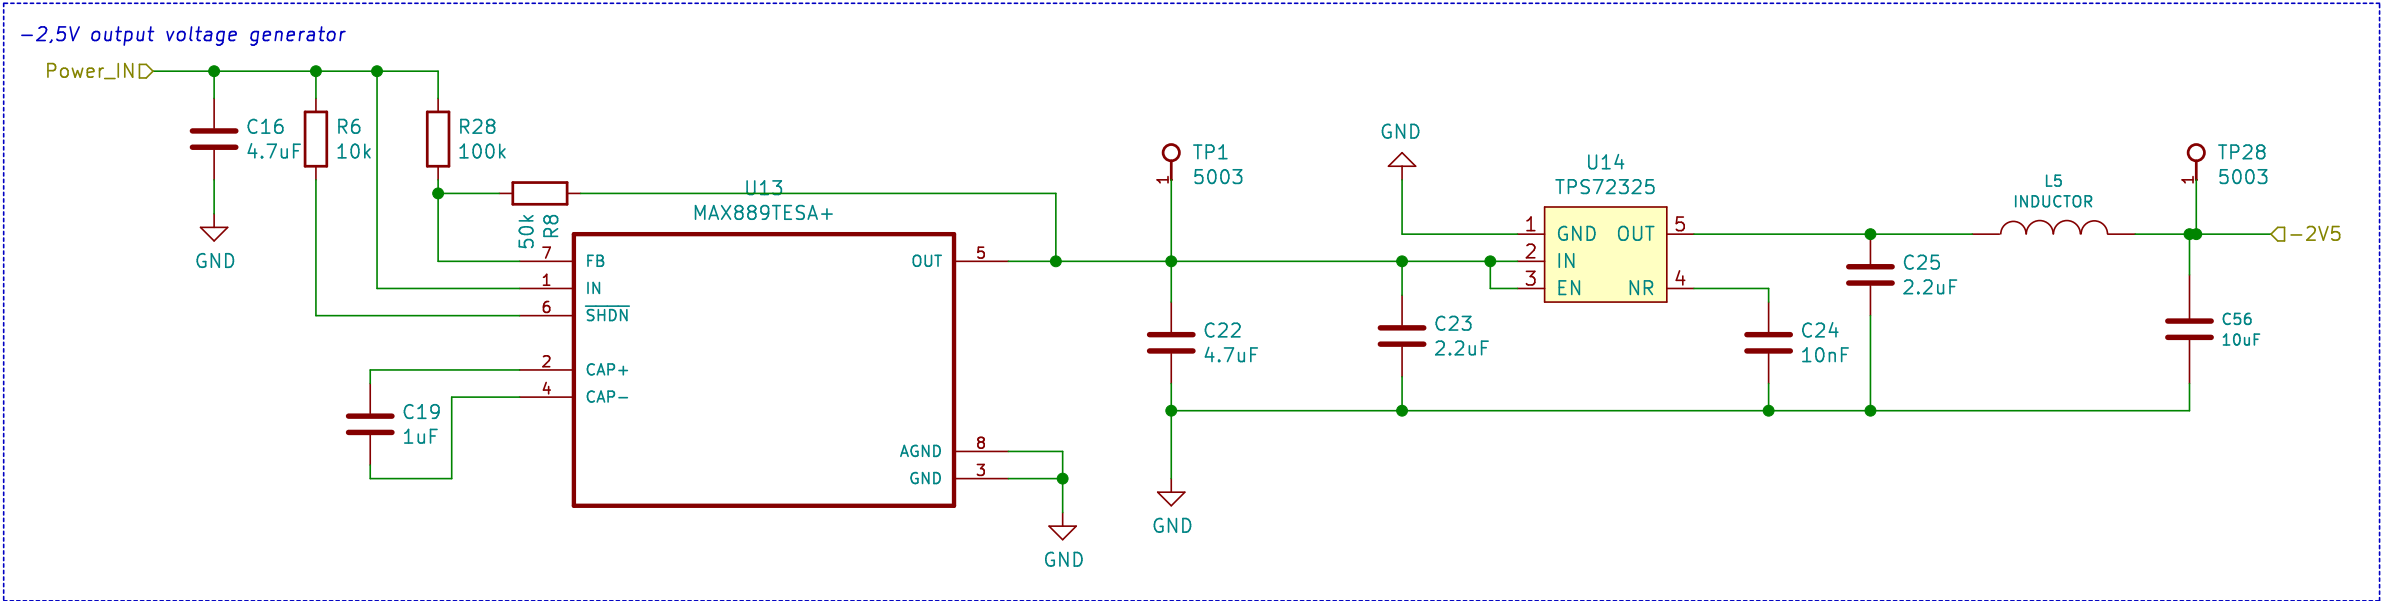 -2,5V output voltage generator
Power_IN
C16
4.7uF
R6
10k
R28
100k
GND
50k
R8
U13
MAX889TESA+
7
FB
1
IN
6
SHDN
2
CAP+
4
CAP-
OUT
5
AGND
8
GND
3
C19
1uF
GND
TP1
5003
1
C22
4.7uF
GND
GND
C23
2.2uF
U14
TPS72325
1
GND
2
IN
3
EN
OUT
5
NR
4
C24
10nF
C25
2.2uF
L5
INDUCTOR
TP28
5003
1
-2V5
C56
10uF